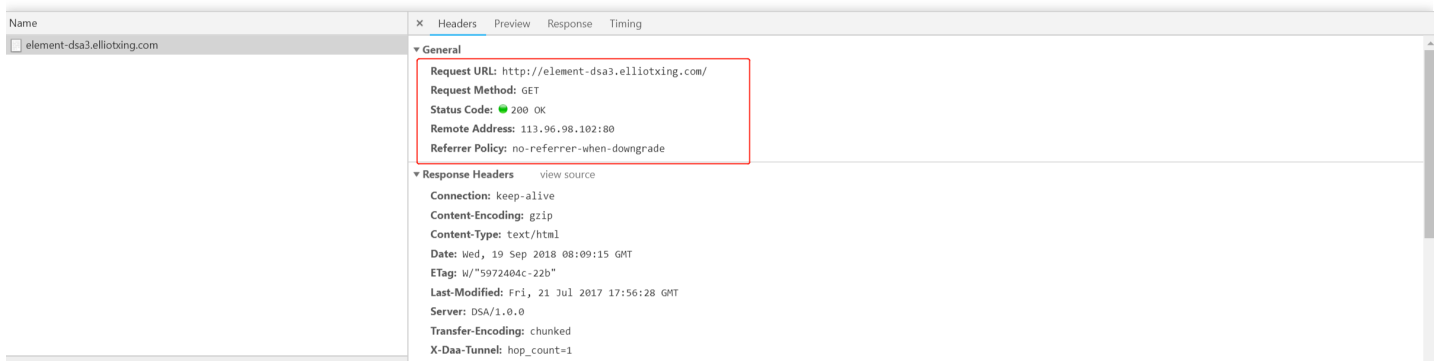 Name
× Headers Preview Response Timing
element-dsa3.elliotxing.com
General
Request URL: http://element-dsa3.elliotxing.com/
Request Method: GET
Status Code: 200 OK
Remote Address: 113.96.98.102:80
Referrer Policy: no-referrer-when-downgrade
Response Headers view source
Connection: keep-alive
Content-Encoding: gzip
Content-Type: text/html
Date: Wed, 19 Sep 2018 08:09:15 GMT
ETag: W/"5972404c-22b"
Last-Modified: Fri, 21 Jul 2017 17:56:28 GMT
Server: DSA/1.0.0
Transfer-Encoding: chunked
X-Daa-Tunnel: hop_count=1